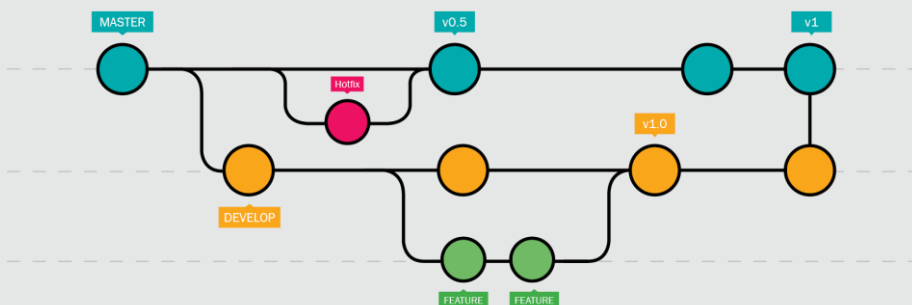 MASTER
v0.5
v1
Hotfix
v1.0
DEVELOP
FEATURE
FEATURE